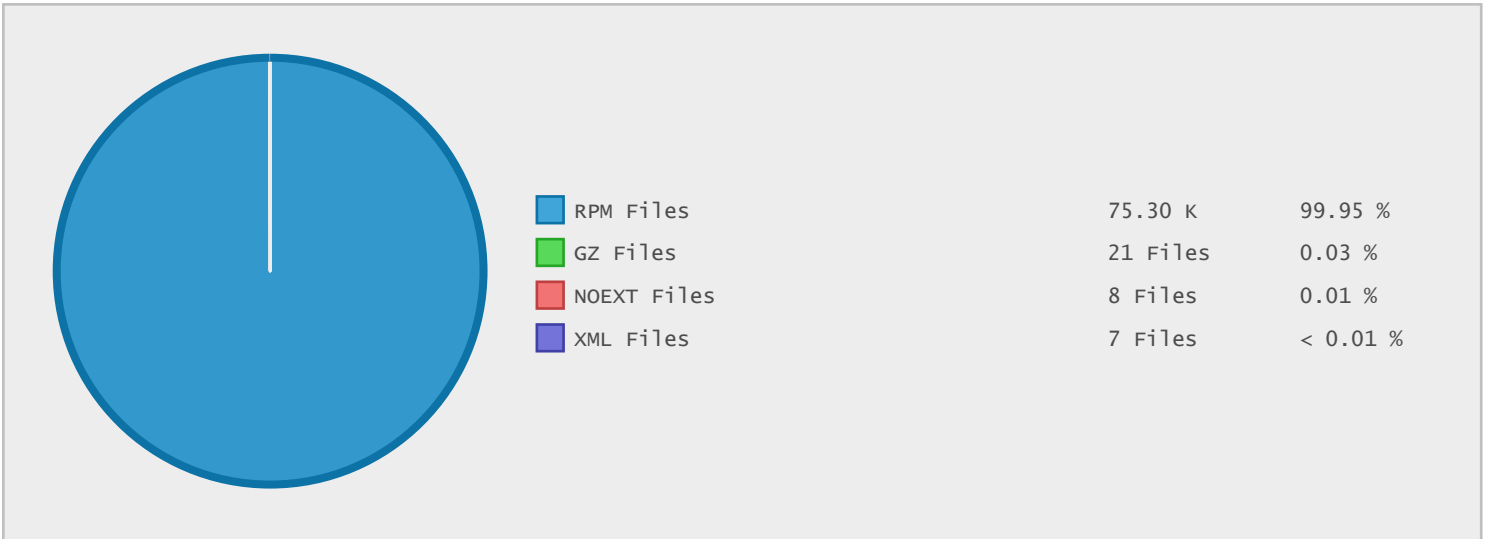 RPM Files 75.30 K 99.95 %
GZ Files 21 Files 0.03 %
NOEXT Files 8 Files 0.01 %
XML Files 7 Files < 0.01 %